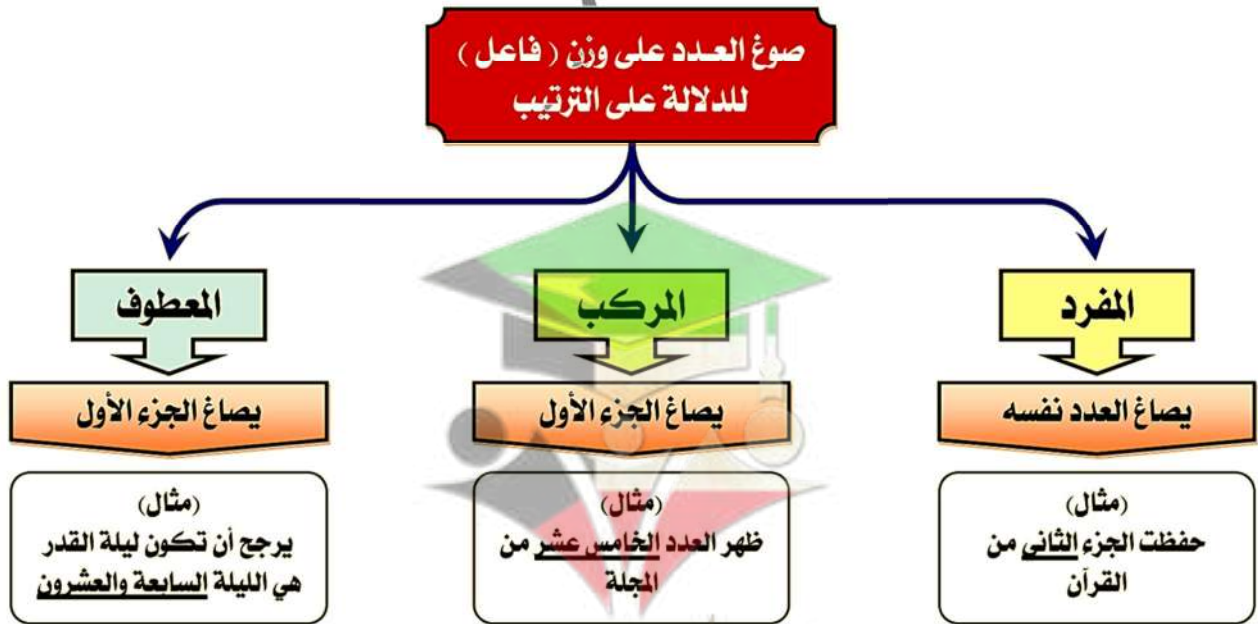 صوغ العدد على وزن ( فاعل )
للدلالة على الترتيب
المفرد
يصاغ العدد نفسه
(مثال)
حفظت الجزء الثاني من
القرآن
المركب
يصاغ الجزء الأول
(مثال)
ظهر العدد الخامس عشر من
المجلة
المعطوف
يصاغ الجزء الأول
(مثال)
يرجح أن تكون ليلة القدر
هي الليلة السابعة والعشرون